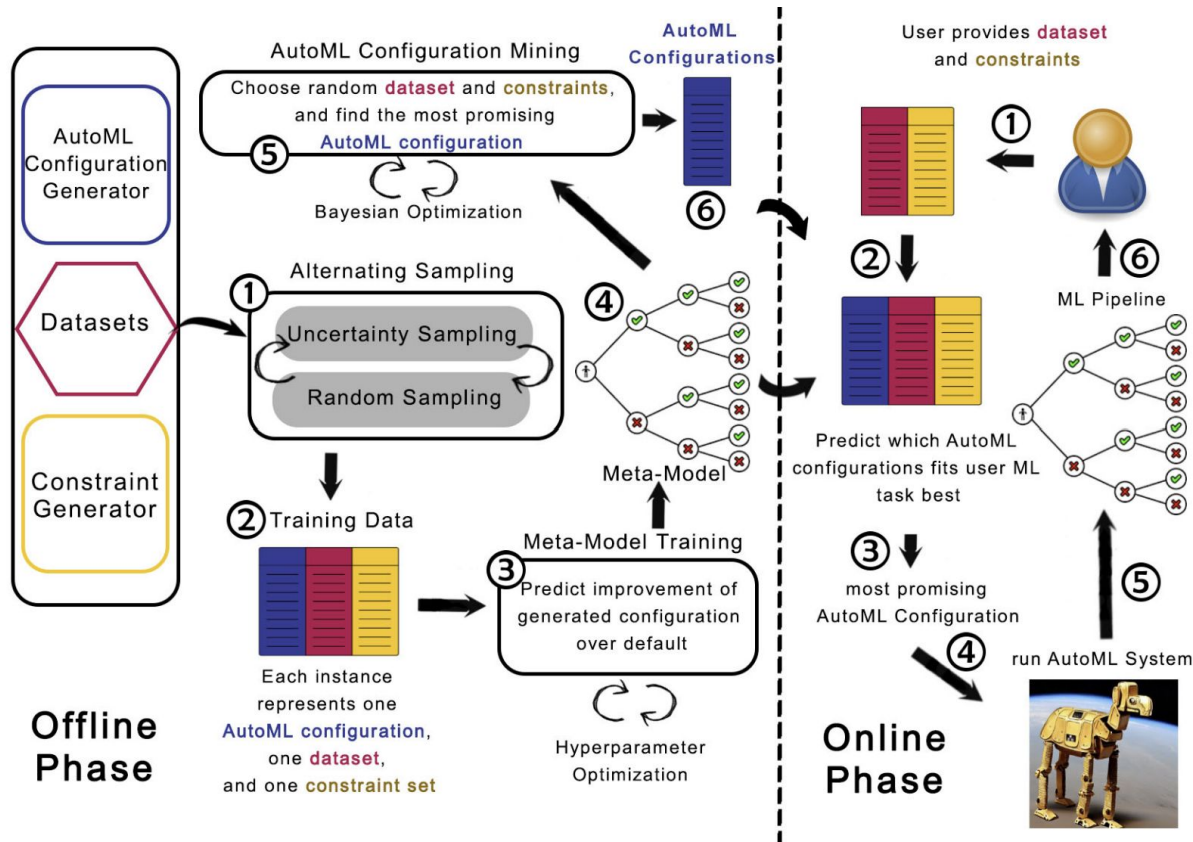 AutoML
Configuration
Generator
Datasets
Constraint
Generator
Offline
Phase
AutoML Configuration Mining
Choose random dataset and constraints,
and find the most promising
AutoML configuration
5
Bayesian Optimization
AutoML
Configurations
6
Alternating Sampling
1
Uncertainty Sampling
Random Sampling
2 Training Data
Each instance
represents one
AutoML configuration,
one dataset,
and one constraint set
Meta-Model Training
3
Predict improvement of
generated configuration
over default
Hyperparameter
Optimization
4
Meta-Model
User provides dataset
and constraints
1
2
Predict which AutoML
configurations fits user ML
task best
3
most promising
AutoML Configuration
4
run AutoML System
5
ML Pipeline
6
Online
Phase